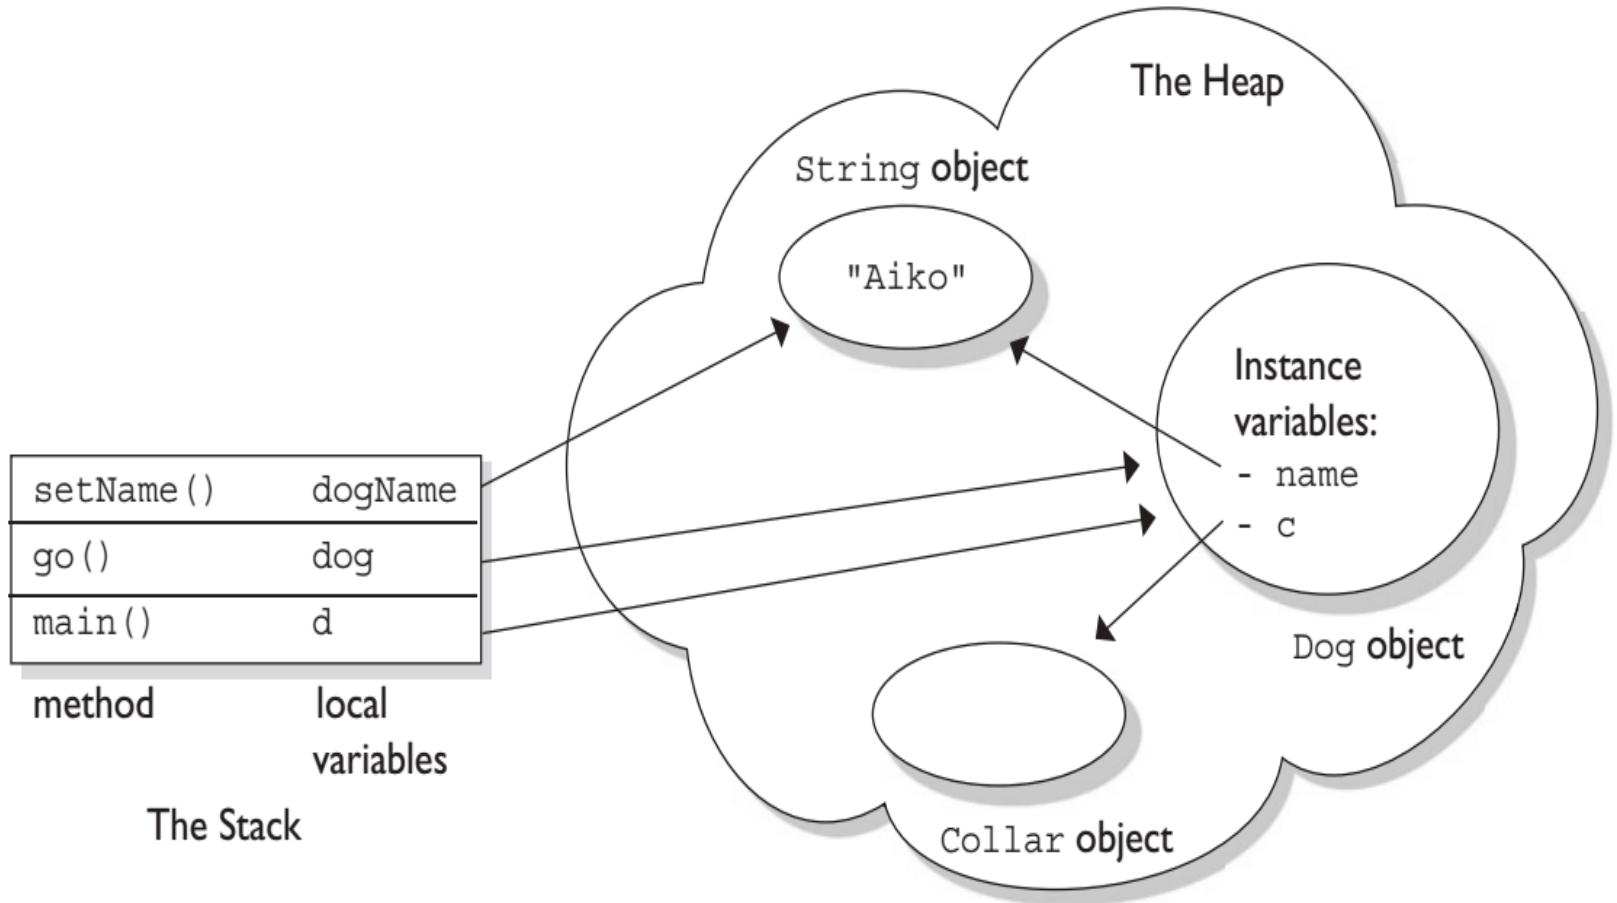 The Heap
String object
"Aiko"
Instance
variables:
- name
- c
Dog object
Collar object
setName() dogName
go() dog
main() d
method local
variables
The Stack